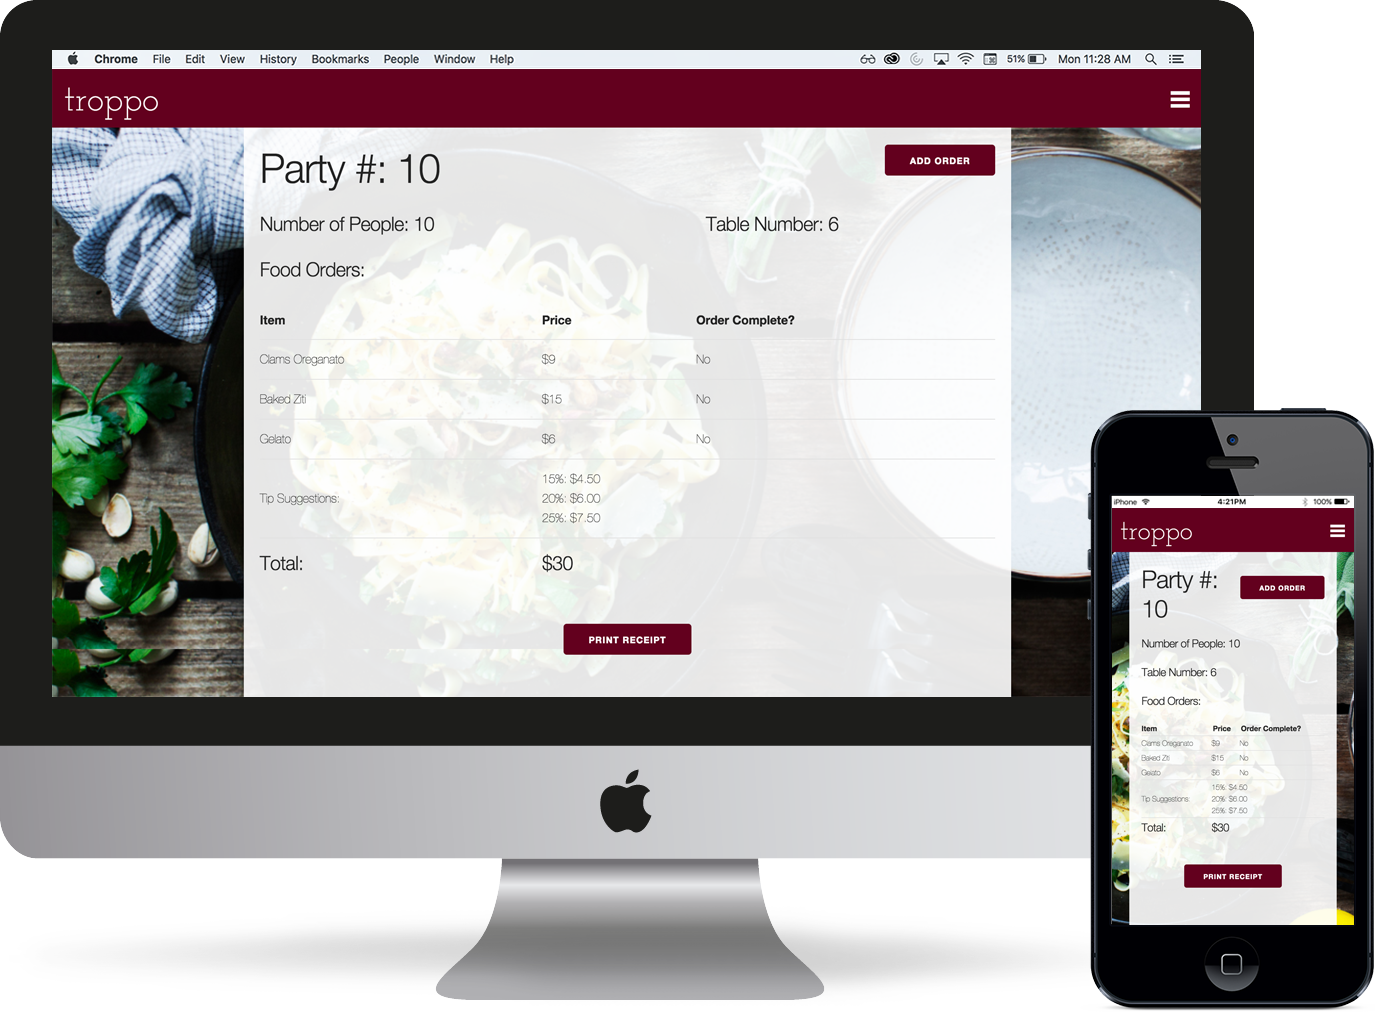 Chrome File Edit View History Bookmarks People Window Help 51% Mon 11:28 AM
troppo
Party #: 10
ADD ORDER
Number of People: 10 Table Number: 6
Food Orders:
Item Price Order Complete?
Clams Oreganato $9 No
Baked Ziti $15 No
Gelato $6 No
15%: $4.50
Tip Suggestions: 20%: $6.00
25%: $7.50
Total: $30
PRINT RECEIPT
iPhone 4:21PM 100%
troppo
Party #:
10
ADD ORDER
Number of People: 10
Table Number: 6
Food Orders:
Item Price Order Complete?
Clams Oreganato $9 No
Baked Ziti $15 No
Gelato $6 No
15%: $4.50
Tip Suggestions: 20%: $6.00
25%: $7.50
Total: $30
PRINT RECEIPT